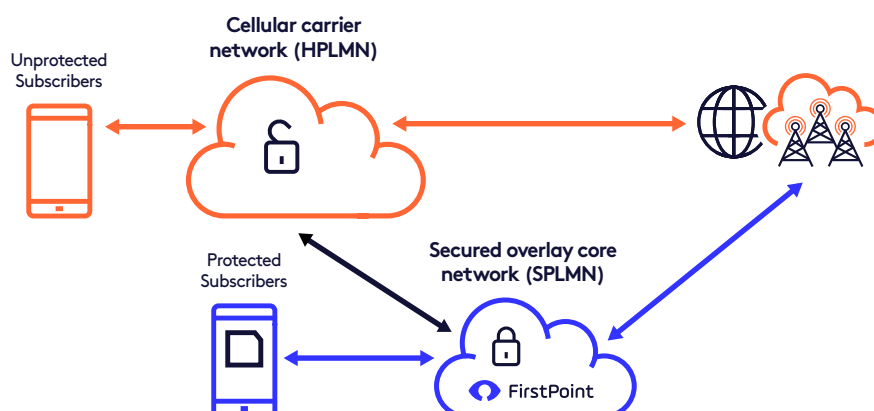 Cellular carrier
network (HPLMN)
Unprotected
Subscribers
Protected
Subscribers
Secured overlay core
network (SPLMN)
FirstPoint